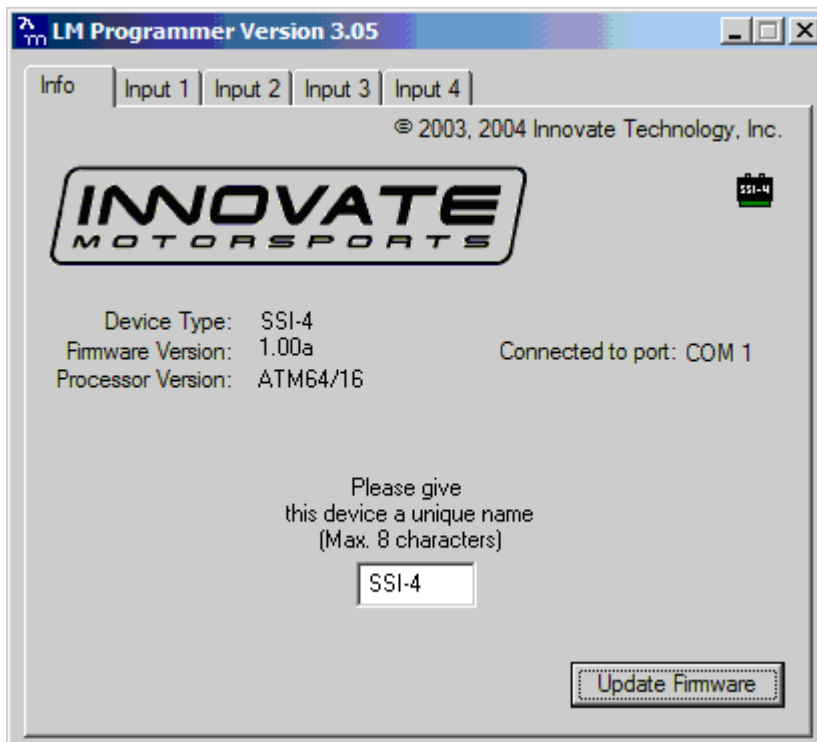 LM Programmer Version 3.05
Info Input 1 Input 2 Input 3 Input 4
© 2003, 2004 Innovate Technology, Inc.
INNOVATE
MOTORSPORTS
SSI-4
Device Type: SSI-4
Firmware Version: 1.00a
Connected to port: COM 1
Processor Version: ATM64/16
Please give
this device a unique name
(Max. 8 characters)
SSI-4
Update Firmware